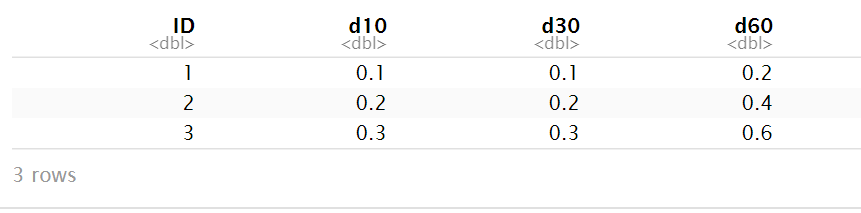 ID d10 d30 d60
<dbl> <dbl> <dbl> <dbl>
1 0.1 0.1 0.2
2 0.2 0.2 0.4
3 0.3 0.3 0.6
3 rows